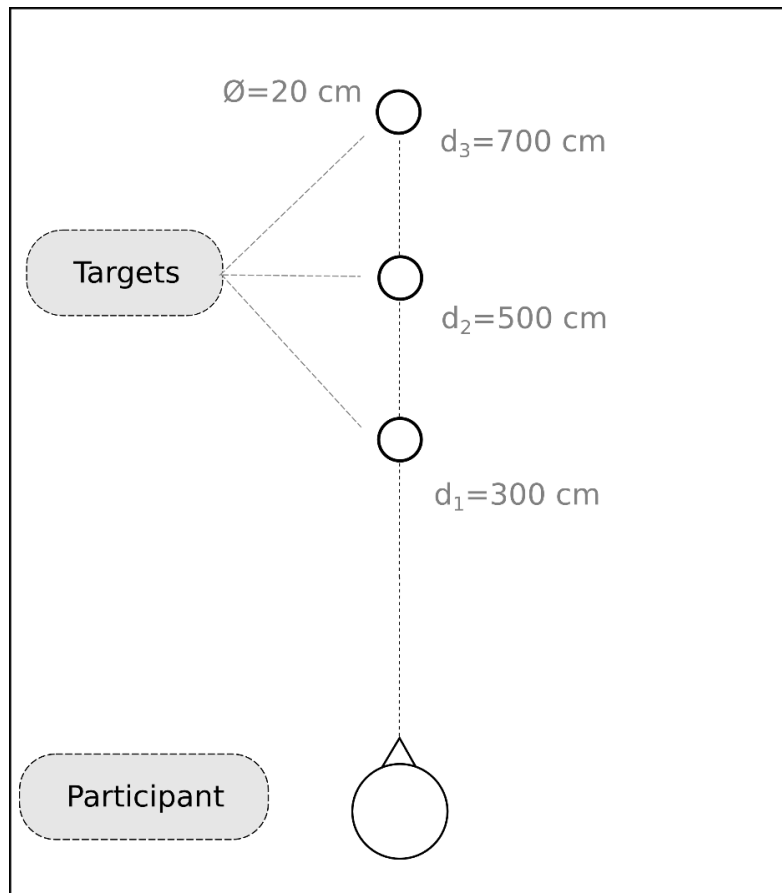 Ø=20 cm
d₃=700 cm
Targets
d₂=500 cm
d₁=300 cm
Participant